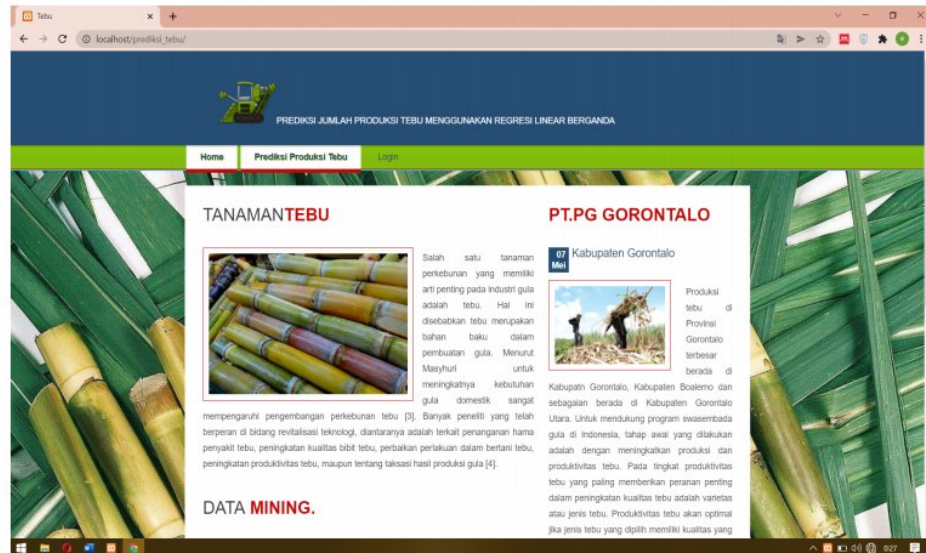 Tebu
localhost/prediksi_tebu/
PREDIKSI JUMLAH PRODUKSI TEBU MENGGUNAKAN REGRESI LINEAR BERGANDA
Home
Prediksi Produksi Tebu
Login
TANAMANTEBU
Salah satu tanaman
perkebunan yang memiliki
arti penting pada industri gula
adalah tebu. Hal ini
disebabkan tebu merupakan
bahan baku dalam
pembuatan gula. Menurut
Masyhuri untuk
meningkatnya kebutuhan
gula domestik sangat
mempengaruhi pengembangan perkebunan tebu [3]. Banyak peneliti yang telah
berperan di bidang revitalisasi teknologi, diantaranya adalah terkait penanganan hama
penyakit tebu, peningkatan kualitas bibit tebu, perbaikan perlakuan dalam bertani tebu,
peningkatan produktivitas tebu, maupun tentang taksasi hasil produksi gula [4].
DATA MINING.
PT.PG GORONTALO
07
Mei
Kabupaten Gorontalo
Produksi
tebu di
Provinsi
Gorontalo
terbesar
berada di
Kabupatn Gorontalo, Kabupaten Boalemo dan
sebagaian berada di Kabupaten Gorontalo
Utara. Untuk mendukung program swasembada
gula di Indonesia, tahap awal yang dilakukan
adalah dengan meningkatkan produksi dan
produktivitas tebu. Pada tingkat produktivitas
tebu yang paling memberikan peranan penting
dalam peningkatan kualitas tebu adalah varietas
atau jenis tebu. Produktivitas tebu akan optimal
jika jenis tebu yang dipilih memiliki kualitas yang
0:27